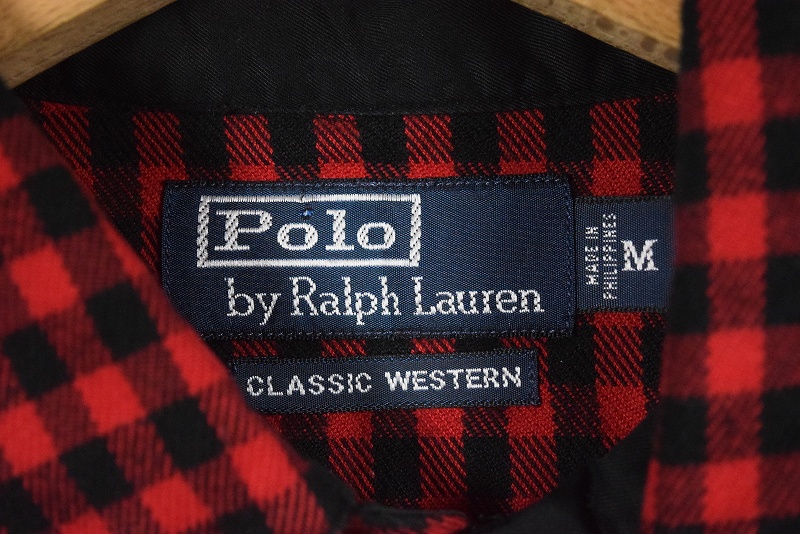 Polo
by Ralph Lauren
MADE IN
PHILIPPINES
M
CLASSIC WESTERN